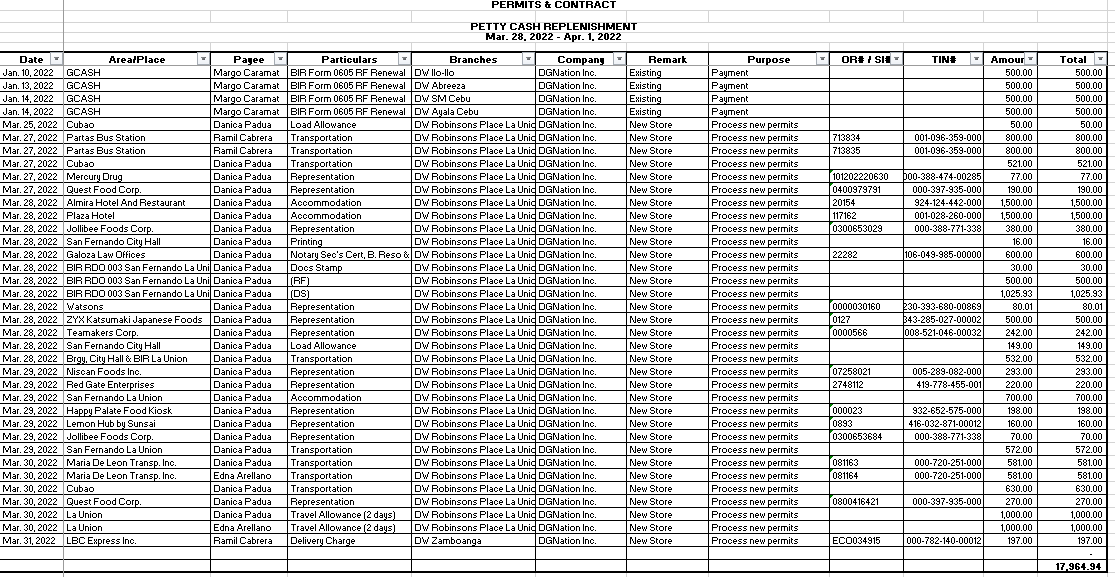 PERMITS & CONTRACT
PETTY CASH REPLENISHMENT
Mar. 28, 2022 - Apr. 1, 2022
Date Area/Place Payee Particulars Branches Company Remark Purpose OR# / SI# TIN# Amour Total
Jan. 10, 2022 GCASH Margo Caramat BIR Form 0605 RF Renewal DW Ilo-Ilo DGNation Inc. Existing Payment 500.00 500.00
Jan. 13, 2022 GCASH Margo Caramat BIR Form 0605 RF Renewal DW Abreeza DGNation Inc. Existing Payment 500.00 500.00
Jan. 14, 2022 GCASH Margo Caramat BIR Form 0605 RF Renewal DW SM Cebu DGNation Inc. Existing Payment 500.00 500.00
Jan. 14, 2022 GCASH Margo Caramat BIR Form 0605 RF Renewal DW Ayala Cebu DGNation Inc. Existing Payment 500.00 500.00
Mar. 25, 2022 Cubao Danica Padua Load Allowance DW Robinsons Place La Unic DGNation Inc. New Store Process new permits 50.00 50.00
Mar. 27, 2022 Partas Bus Station Ramil Cabrera Transportation DW Robinsons Place La Unic DGNation Inc. New Store Process new permits 713834 001-096-359-000 800.00 800.00
Mar. 27, 2022 Partas Bus Station Ramil Cabrera Transportation DW Robinsons Place La Unic DGNation Inc. New Store Process new permits 713835 001-096-359-000 800.00 800.00
Mar. 27, 2022 Cubao Danica Padua Transportation DW Robinsons Place La Unic DGNation Inc. New Store Process new permits 521.00 521.00
Mar. 27, 2022 Mercury Drug Danica Padua Representation DW Robinsons Place La Unic DGNation Inc. New Store Process new permits 101202220630 000-388-474-00285 77.00 77.00
Mar. 27, 2022 Quest Food Corp. Danica Padua Representation DW Robinsons Place La Unic DGNation Inc. New Store Process new permits 0400979791 000-397-935-000 190.00 190.00
Mar. 28, 2022 Almira Hotel And Restaurant Danica Padua Accommodation DW Robinsons Place La Unic DGNation Inc. New Store Process new permits 20154 924-124-442-000 1,500.00 1,500.00
Mar. 28, 2022 Plaza Hotel Danica Padua Accommodation DW Robinsons Place La Unic DGNation Inc. New Store Process new permits 117162 001-028-260-000 1,500.00 1,500.00
Mar. 28, 2022 Jollibee Foods Corp. Danica Padua Representation DW Robinsons Place La Unic DGNation Inc. New Store Process new permits 0300653029 000-388-771-338 380.00 380.00
Mar. 28, 2022 San Fernando City Hall Danica Padua Printing DW Robinsons Place La Unic DGNation Inc. New Store Process new permits 16.00 16.00
Mar. 28, 2022 Galoza Law Offices Danica Padua Notary Sec's Cert, B. Reso & DW Robinsons Place La Unic DGNation Inc. New Store Process new permits 22282 106-049-985-00000 600.00 600.00
Mar. 28, 2022 BIR RDO 003 San Fernando La Uni Danica Padua Docs Stamp DW Robinsons Place La Unic DGNation Inc. New Store Process new permits 30.00 30.00
Mar. 28, 2022 BIR RDO 003 San Fernando La Uni Danica Padua (RF) DW Robinsons Place La Unic DGNation Inc. New Store Process new permits 500.00 500.00
Mar. 28, 2022 BIR RDO 003 San Fernando La Uni Danica Padua (DS) DW Robinsons Place La Unic DGNation Inc. New Store Process new permits 1,025.93 1,025.93
Mar. 28, 2022 Watsons Danica Padua Representation DW Robinsons Place La Unic DGNation Inc. New Store Process new permits 0000030160 230-393-680-00869 80.01 80.01
Mar. 28, 2022 ZYX Katsumaki Japanese Foods Danica Padua Representation DW Robinsons Place La Unic DGNation Inc. New Store Process new permits 0127 343-285-027-00002 500.00 500.00
Mar. 28, 2022 Teamakers Corp. Danica Padua Representation DW Robinsons Place La Unic DGNation Inc. New Store Process new permits 0000566 008-521-046-00032 242.00 242.00
Mar. 28, 2022 San Fernando City Hall Danica Padua Load Allowance DW Robinsons Place La Unic DGNation Inc. New Store Process new permits 149.00 149.00
Mar. 28, 2022 Brgy, City Hall & BIR La Union Danica Padua Transportation DW Robinsons Place La Unic DGNation Inc. New Store Process new permits 532.00 532.00
Mar. 29, 2022 Niscan Foods Inc. Danica Padua Representation DW Robinsons Place La Unic DGNation Inc. New Store Process new permits 07258021 005-289-082-000 293.00 293.00
Mar. 29, 2022 Red Gate Enterprises Danica Padua Representation DW Robinsons Place La Unic DGNation Inc. New Store Process new permits 2748112 419-778-455-001 220.00 220.00
Mar. 29, 2022 San Fernando La Union Danica Padua Accommodation DW Robinsons Place La Unic DGNation Inc. New Store Process new permits 700.00 700.00
Mar. 29, 2022 Happy Palate Food Kiosk Danica Padua Representation DW Robinsons Place La Unic DGNation Inc. New Store Process new permits 000023 932-652-575-000 198.00 198.00
Mar. 29, 2022 Lemon Hub by Sunsai Danica Padua Representation DW Robinsons Place La Unic DGNation Inc. New Store Process new permits 0893 416-032-871-00012 160.00 160.00
Mar. 29, 2022 Jollibee Foods Corp. Danica Padua Representation DW Robinsons Place La Unic DGNation Inc. New Store Process new permits 0300653684 000-388-771-338 70.00 70.00
Mar. 29, 2022 San Fernando La Union Danica Padua Transportation DW Robinsons Place La Unic DGNation Inc. New Store Process new permits 572.00 572.00
Mar. 30, 2022 Maria De Leon Transp. Inc. Danica Padua Transportation DW Robinsons Place La Unic DGNation Inc. New Store Process new permits 081163 000-720-251-000 581.00 581.00
Mar. 30, 2022 Maria De Leon Transp. Inc. Edna Arellano Transportation DW Robinsons Place La Unic DGNation Inc. New Store Process new permits 081164 000-720-251-000 581.00 581.00
Mar. 30, 2022 Cubao Danica Padua Transportation DW Robinsons Place La Unic DGNation Inc. New Store Process new permits 630.00 630.00
Mar. 30, 2022 Quest Food Corp. Danica Padua Representation DW Robinsons Place La Unic DGNation Inc. New Store Process new permits 0800416421 000-397-935-000 270.00 270.00
Mar. 30, 2022 La Union Danica Padua Travel Allowance (2 days) DW Robinsons Place La Unic DGNation Inc. New Store Process new permits 1,000.00 1,000.00
Mar. 30, 2022 La Union Edna Arellano Travel Allowance (2 days) DW Robinsons Place La Unic DGNation Inc. New Store Process new permits 1,000.00 1,000.00
Mar. 31, 2022 LBC Express Inc. Ramil Cabrera Delivery Charge DW Zamboanga DGNation Inc. New Store Process new permits ECO034915 000-782-140-00012 197.00 197.00
-
17,964.94